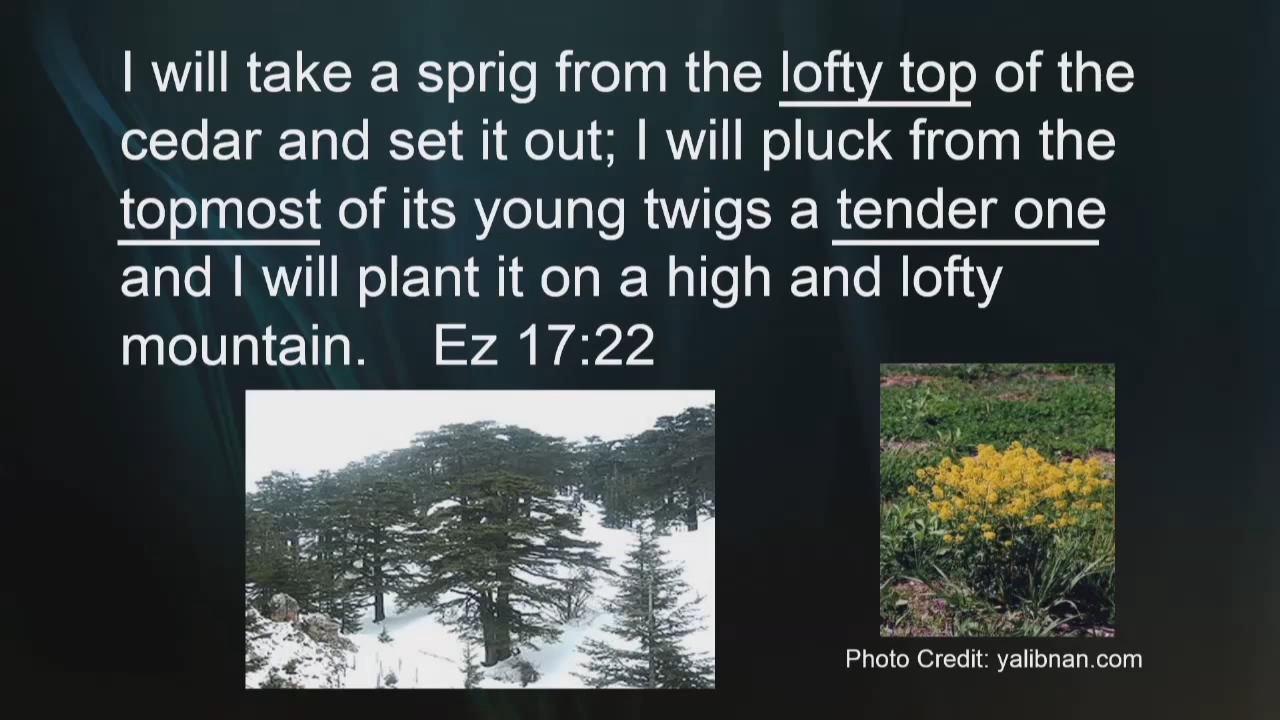 I will take a sprig from the lofty top of the
cedar and set it out; I will pluck from the
topmost of its young twigs a tender one
and I will plant it on a high and lofty
mountain. Ez 17:22
Photo Credit: yalibnan.com